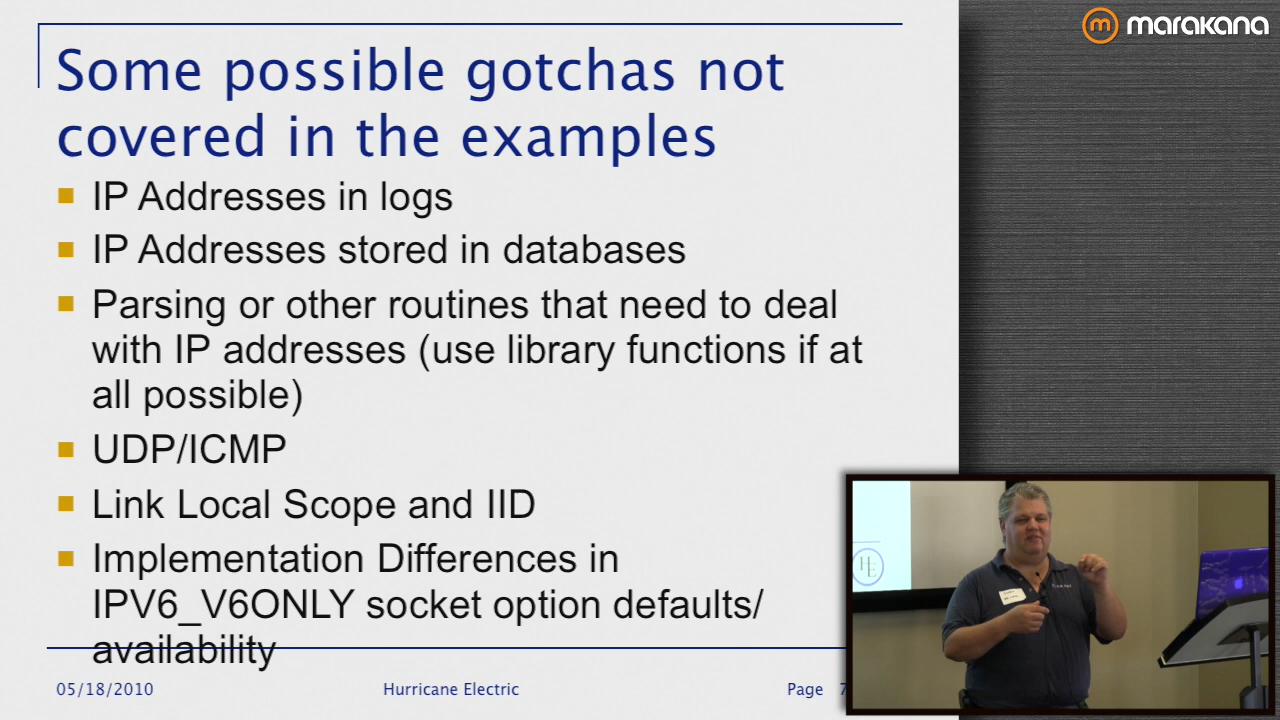 marakana
Some possible gotchas not
covered in the examples
IP Addresses in logs
IP Addresses stored in databases
Parsing or other routines that need to deal
with IP addresses (use library functions if at
all possible)
UDP/ICMP
Link Local Scope and IID
Implementation Differences in
IPV6_V6ONLY socket option defaults/
availability
05/18/2010 Hurricane Electric Page
HE